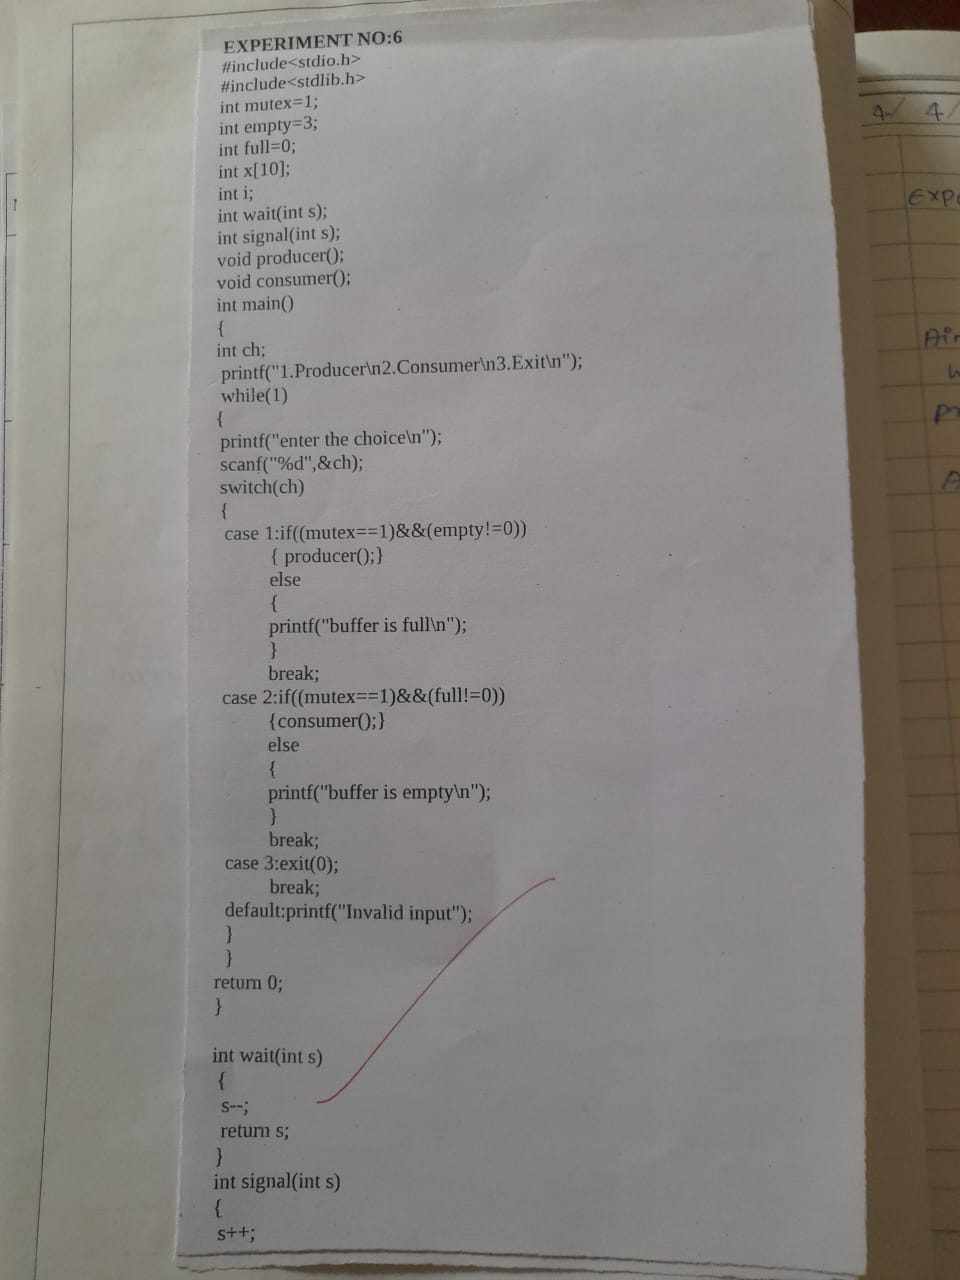 EXPERIMENT NO:6
#include<stdio.h>
#include<stdlib.h>
int mutex=1;
int empty=3;
int full=0;
int x[10];
int i;
int wait(int s);
int signal(int s);
void producer();
void consumer();
int main()
{
int ch;
printf("1.Producer\n2.Consumer\n3.Exit\n");
while(1)
{
printf("enter the choice\n");
scanf("%d",&ch);
switch(ch)
{
case 1:if((mutex==1)&&(empty!=0))
{ producer();}
else
{
printf("buffer is full\n");
}
break;
case 2:if((mutex==1)&&(full!=0))
{consumer();}
else
{
printf("buffer is empty\n");
}
break;
case 3:exit(0);
break;
default:printf("Invalid input");
}
}
return 0;
}
int wait(int s)
{
s--;
return s;
}
int signal(int s)
{
s++;
4 4